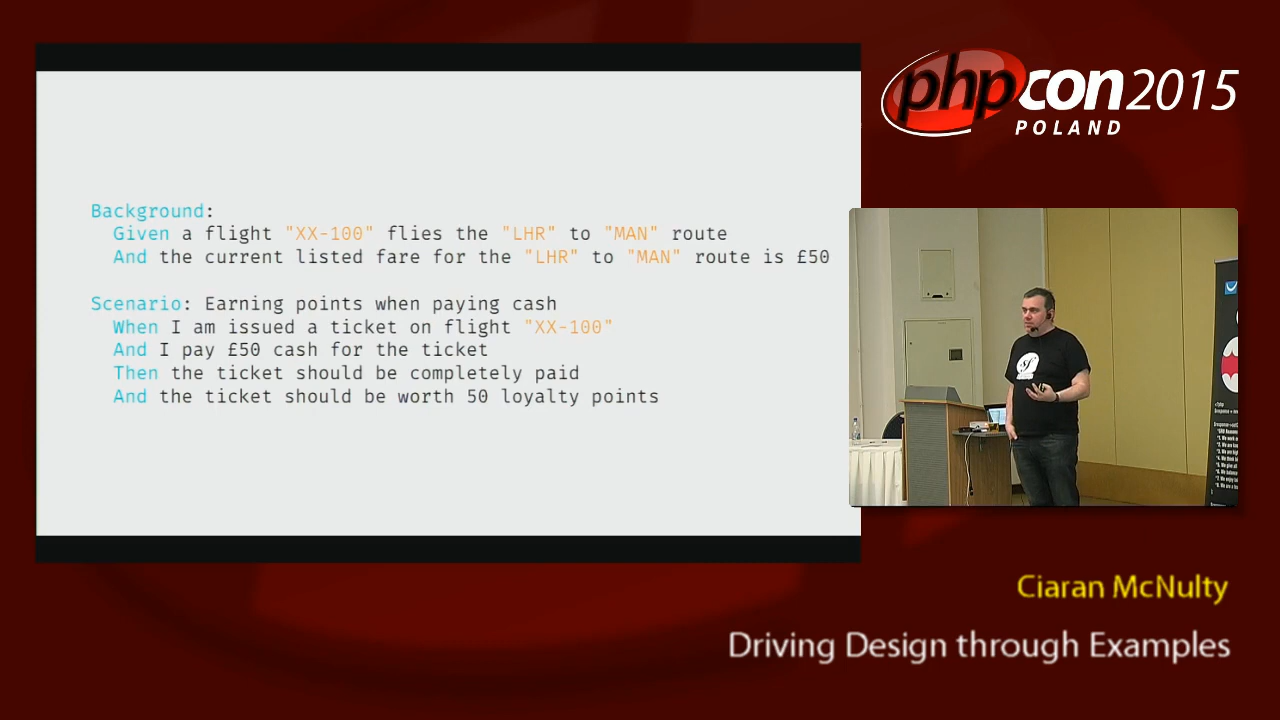 Background:
Given a flight "XX-100" flies the "LHR" to "MAN" route
And the current listed fare for the "LHR" to "MAN" route is £50
Scenario: Earning points when paying cash
When I am issued a ticket on flight "XX-100"
And I pay £50 cash for the ticket
Then the ticket should be completely paid
And the ticket should be worth 50 loyalty points
phpcon2015
POLAND
Ciaran McNulty
Driving Design through Examples